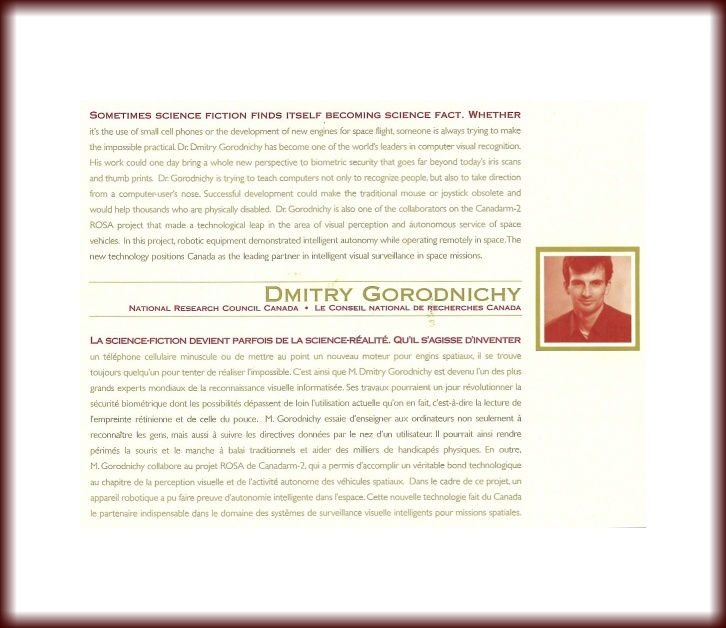 SOMETIMES SCIENCE FICTION FINDS ITSELF BECOMING SCIENCE FACT. WHETHER
it's the use of small cell phones or the development of new engines for space flight, someone is always trying to make
the impossible practical. Dr. Dmitry Gorodnichy has become one of the world's leaders in computer visual recognition.
His work could one day bring a whole new perspective to biometric security that goes far beyond today's iris scans
and thumb prints. Dr. Gorodnichy is trying to teach computers not only to recognize people, but also to take direction
from a computer-user's nose. Successful development could make the traditional mouse or joystick obsolete and
would help thousands who are physically disabled. Dr. Gorodnichy is also one of the collaborators on the Canadarm-2
ROSA project that made a technological leap in the area of visual perception and autonomous service of space
vehicles. In this project, robotic equipment demonstrated intelligent autonomy while operating remotely in space. The
new technology positions Canada as the leading partner in intelligent visual surveillance in space missions.
DMITRY GORODNICHY
NATIONAL RESEARCH COUNCIL CANADA • LE CONSEIL NATIONAL DE RECHERCHES CANADA
LA SCIENCE-FICTION DEVIENT PARFOIS DE LA SCIENCE-RÉALITÉ. QU'IL S'AGISSE D'INVENTER
un téléphone cellulaire minuscule ou de mettre au point un nouveau moteur pour engins spatiaux, il se trouve
toujours quelqu'un pour tenter de réaliser l'impossible. C'est ainsi que M. Dmitry Gorodnichy est devenu l'un des plus
grands experts mondiaux de la reconnaissance visuelle informatisée. Ses travaux pourraient un jour révolutionner la
sécurité biométrique dont les possibilités dépassent de loin l'utilisation actuelle qu'on en fait, c'est-à-dire la lecture de
l'empreinte rétinienne et de celle du pouce. M. Gorodnichy essaie d'enseigner aux ordinateurs non seulement à
reconnaître les gens, mais aussi à suivre les directives données par le nez d'un utilisateur. Il pourrait ainsi rendre
périmés la souris et le manche à balai traditionnels et aider des milliers de handicapés physiques. En outre,
M. Gorodnichy collabore au projet ROSA de Canadarm-2, qui a permis d'accomplir un véritable bond technologique
au chapitre de la perception visuelle et de l'activité autonome des véhicules spatiaux. Dans le cadre de ce projet, un
appareil robotique a pu faire preuve d'autonomie intelligente dans l'espace. Cette nouvelle technologie fait du Canada
le partenaire indispensable dans le domaine des systèmes de surveillance visuelle intelligents pour missions spatiales.